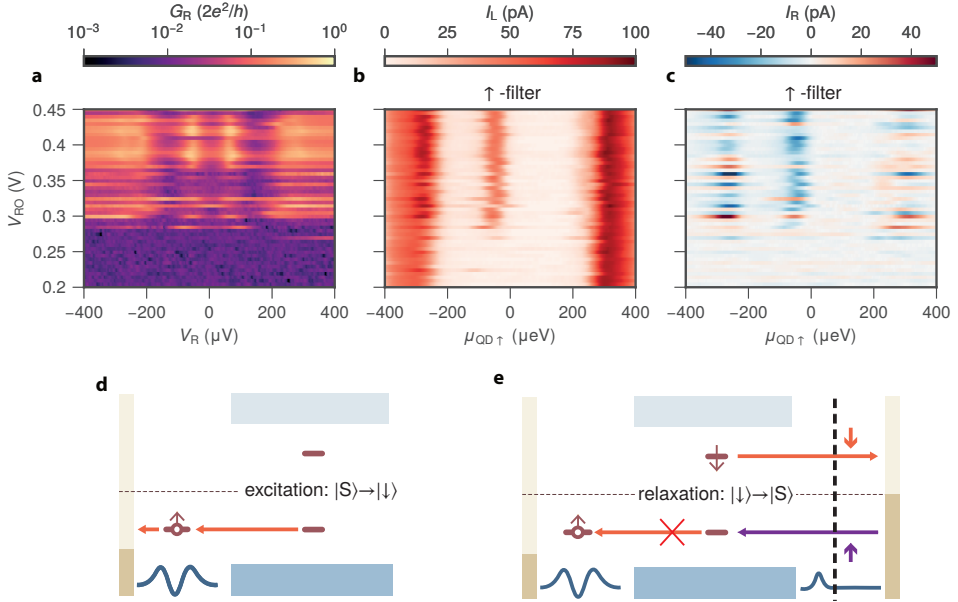 G_R (2e²/h)
10⁻³ 10⁻² 10⁻¹ 10⁰
I_L (pA)
0 25 50 75 100
I_R (pA)
−40 −20 0 20 40
a
b
c
↑ -filter
↑ -filter
V_RO (V)
0.45
0.4
0.35
0.3
0.25
0.2
−400 −200 0 200 400
V_R (µV)
−400 −200 0 200 400
μ_QD↑ (µeV)
−400 −200 0 200 400
μ_QD↑ (µeV)
d
excitation: |S⟩→|↓⟩
e
relaxation: |↓⟩→|S⟩